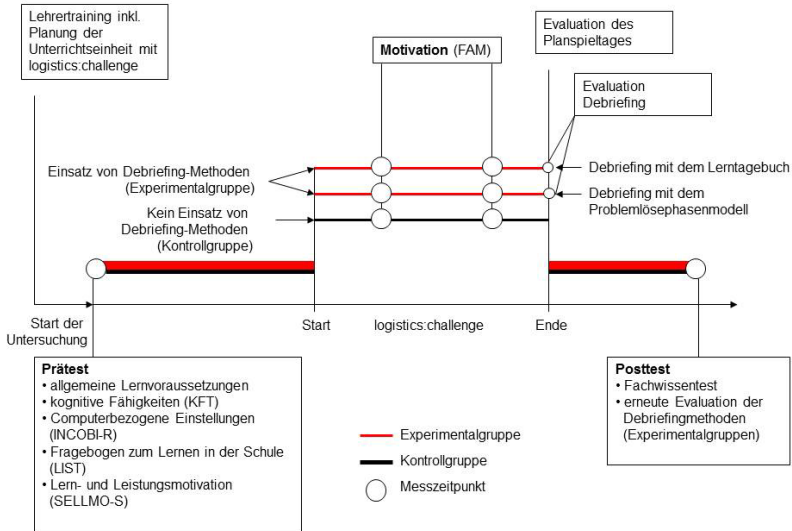 Lehrertraining inkl.
Planung der
Unterrichtseinheit mit
logistics:challenge
Motivation (FAM)
Evaluation des
Planspieltages
Evaluation
Debriefing
Einsatz von Debriefing-Methoden
(Experimentalgruppe)
Kein Einsatz von
Debriefing-Methoden
(Kontrollgruppe)
Debriefing mit dem Lerntagebuch
Debriefing mit dem
Problemlösephasenmodell
Start der
Untersuchung
Start
logistics:challenge
Ende
Prätest
• allgemeine Lernvoraussetzungen
• kognitive Fähigkeiten (KFT)
• Computerbezogene Einstellungen
(INCOBI-R)
• Fragebogen zum Lernen in der Schule
(LIST)
• Lern- und Leistungsmotivation
(SELLMO-S)
Experimentalgruppe
Kontrollgruppe
Messzeitpunkt
Posttest
• Fachwissentest
• erneute Evaluation der
Debriefingmethoden
(Experimentalgruppen)